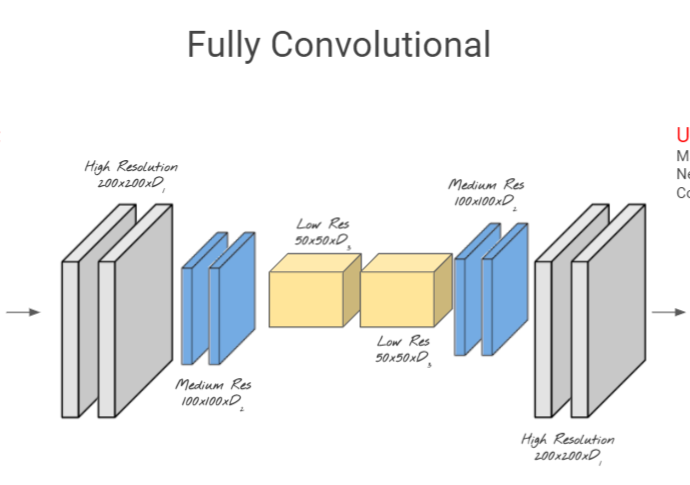 Fully Convolutional
High Resolution
200x200xD₁
Medium Res
100x100xD₂
Low Res
50x50xD₃
Low Res
50x50xD₃
Medium Res
100x100xD₂
High Resolution
200x200xD₁